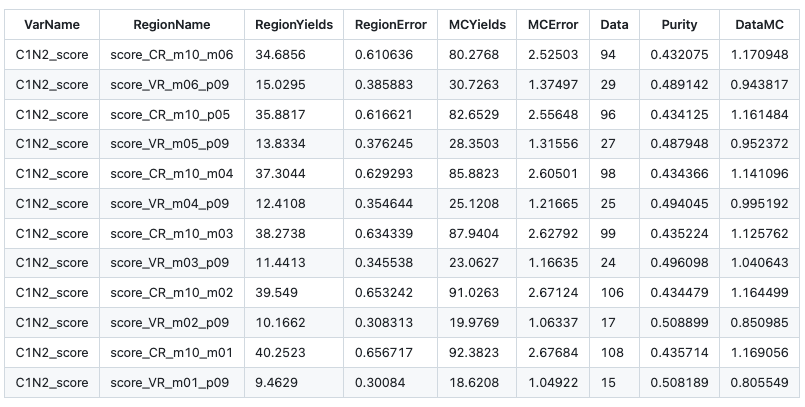 VarName RegionName RegionYields RegionError MCYields MCError Data Purity DataMC
C1N2_score score_CR_m10_m06 34.6856 0.610636 80.2768 2.52503 94 0.432075 1.170948
C1N2_score score_VR_m06_p09 15.0295 0.385883 30.7263 1.37497 29 0.489142 0.943817
C1N2_score score_CR_m10_p05 35.8817 0.616621 82.6529 2.55648 96 0.434125 1.161484
C1N2_score score_VR_m05_p09 13.8334 0.376245 28.3503 1.31556 27 0.487948 0.952372
C1N2_score score_CR_m10_m04 37.3044 0.629293 85.8823 2.60501 98 0.434366 1.141096
C1N2_score score_VR_m04_p09 12.4108 0.354644 25.1208 1.21665 25 0.494045 0.995192
C1N2_score score_CR_m10_m03 38.2738 0.634339 87.9404 2.62792 99 0.435224 1.125762
C1N2_score score_VR_m03_p09 11.4413 0.345538 23.0627 1.16635 24 0.496098 1.040643
C1N2_score score_CR_m10_m02 39.549 0.653242 91.0263 2.67124 106 0.434479 1.164499
C1N2_score score_VR_m02_p09 10.1662 0.308313 19.9769 1.06337 17 0.508899 0.850985
C1N2_score score_CR_m10_m01 40.2523 0.656717 92.3823 2.67684 108 0.435714 1.169056
C1N2_score score_VR_m01_p09 9.4629 0.30084 18.6208 1.04922 15 0.508189 0.805549